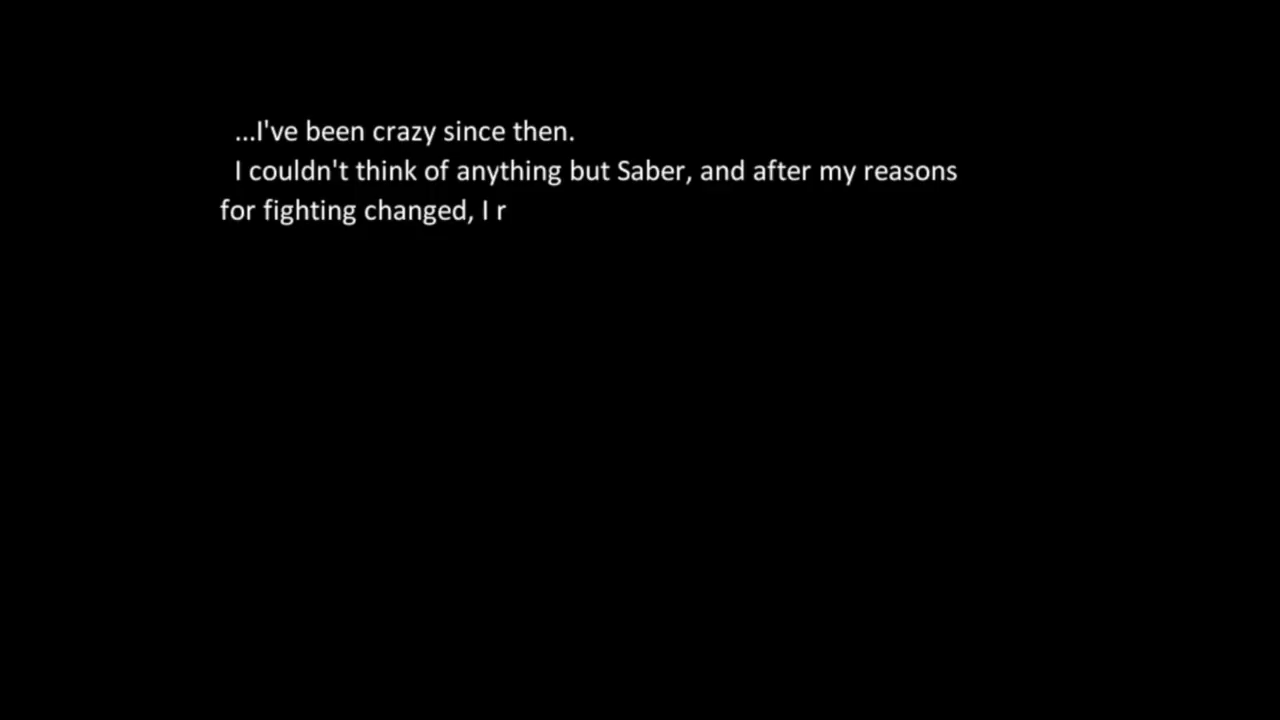 ...I've been crazy since then.
I couldn't think of anything but Saber, and after my reasons
for fighting changed, I r